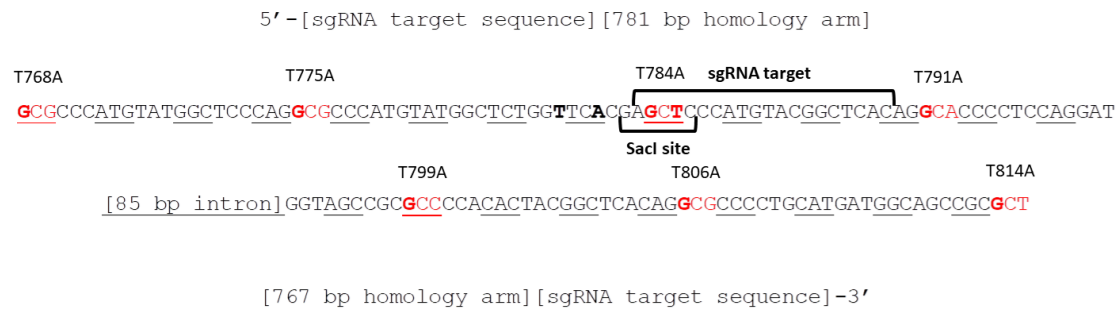 5'-[sgRNA target sequence][781 bp homology arm]
T768A T775A T784A sgRNA target T791A
GCGCCCATGTATGGCTCCCAGGCGCCCATGTATGGCTCTGGTTCACGAGCTCCCATGTACGGCTCACAGGCACCCCTCCAGGAT
SacI site
T799A T806A T814A
[85 bp intron]GGTAGCCGCGCCCCACACTACGGCTCACAGGCGCCCCTGCATGATGGCAGCCGCGCT
[767 bp homology arm][sgRNA target sequence]-3'